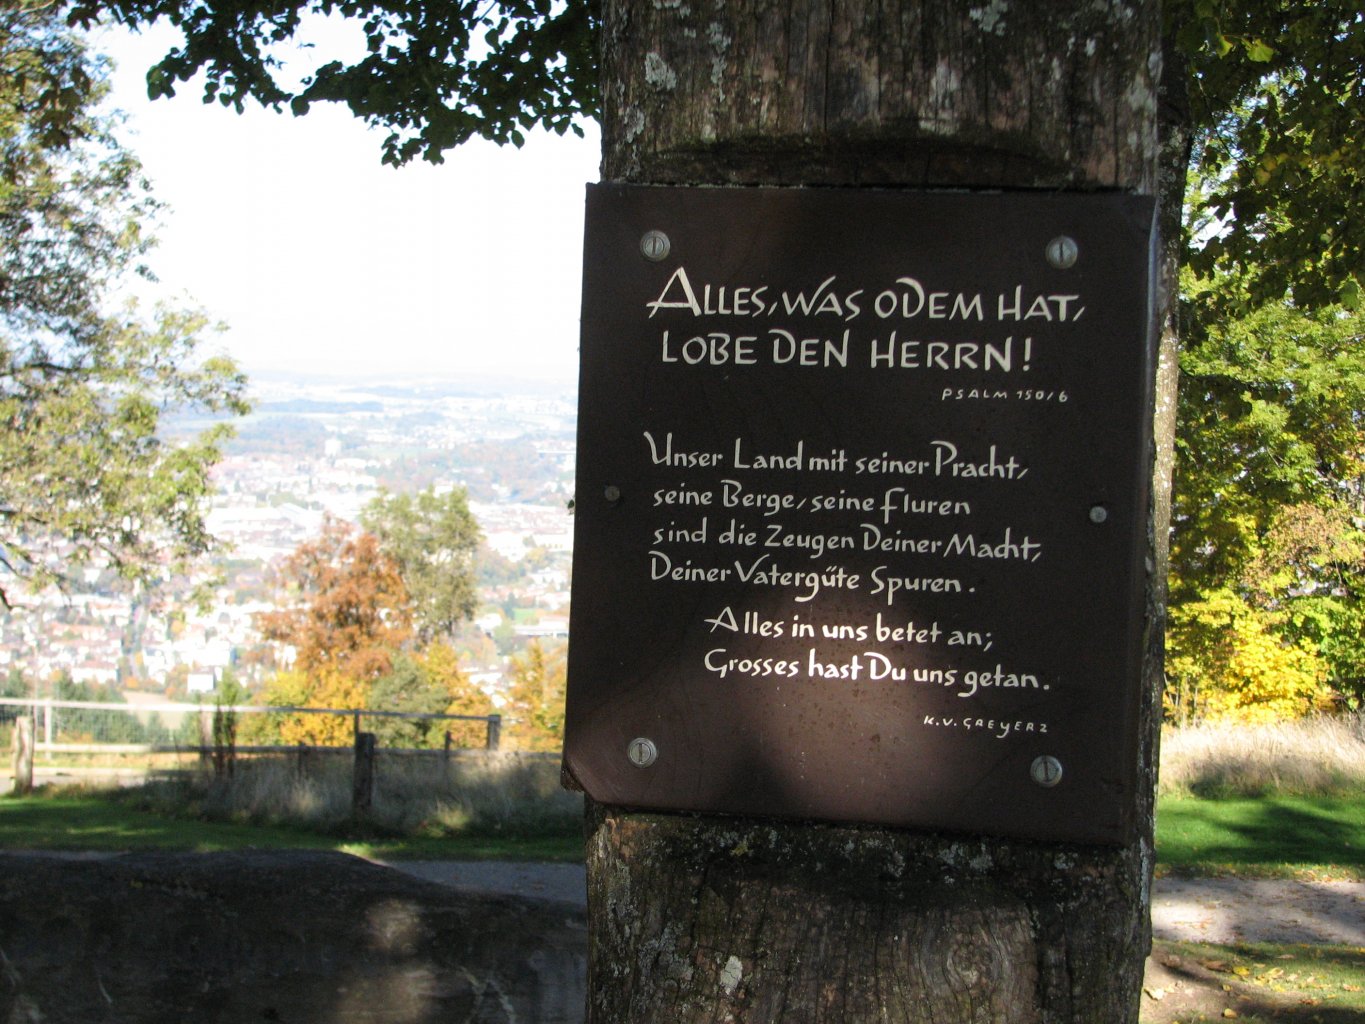 ALLES, WAS ODEM HAT,
LOBE DEN HERRN!
PSALM 150/6
Unser Land mit seiner Pracht,
seine Berge, seine Fluren
sind die Zeugen Deiner Macht,
Deiner Vatergüte Spuren.
Alles in uns betet an;
Grosses hast Du uns getan.
K.V. GREYERZ